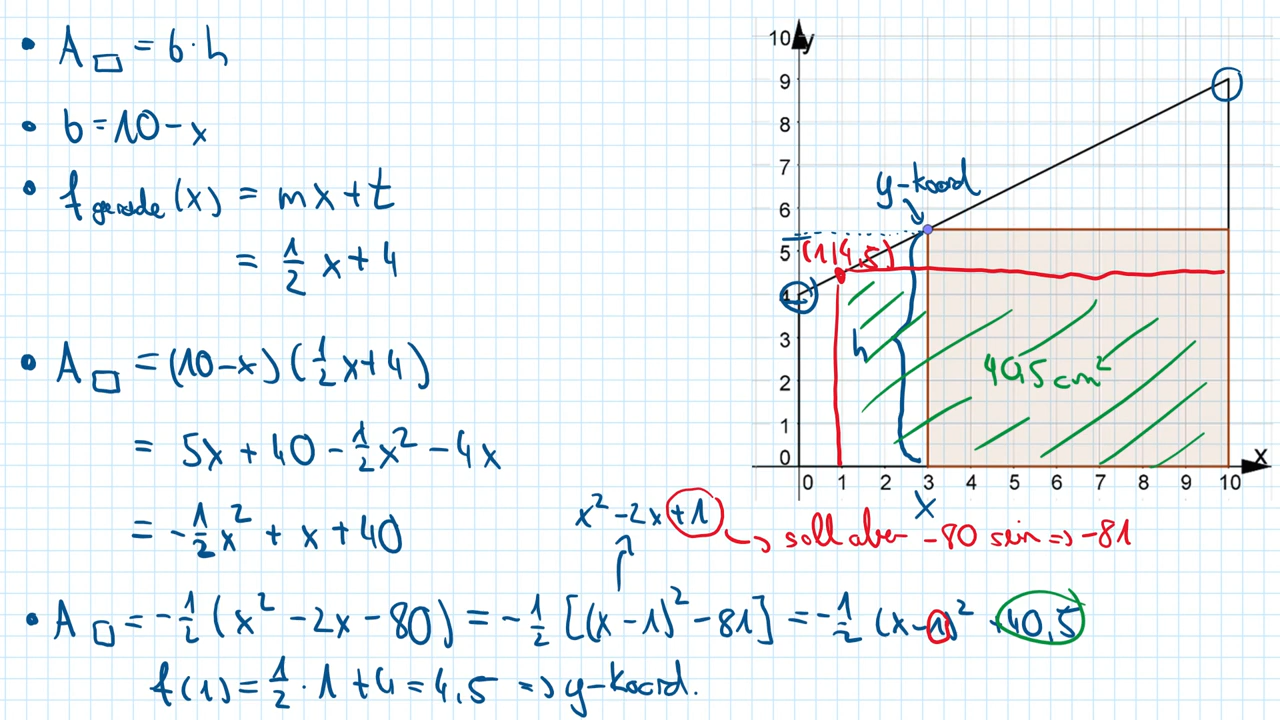 • A□ = b·h
• b = 10 - x
• f gerade (x) = mx + t
= 1/2 x + 4
• A□ = (10 - x) (1/2 x + 4)
= 5x + 40 - 1/2 x² - 4x
= -1/2 x² + x + 40
x² - 2x + 1
↳ soll aber -80 sein => -81
• A□ = -1/2 (x² - 2x - 80) = -1/2 [(x - 1)² - 81] = -1/2 (x - 1)² + 40,5
f(1) = 1/2 · 1 + 4 = 4,5 => y-koord.
y
10
9
8
7
6
5
4
3
2
1
0
y-koord
(1|4,5)
h
40,5 cm²
0 1 2 3 4 5 6 7 8 9 10
x
X